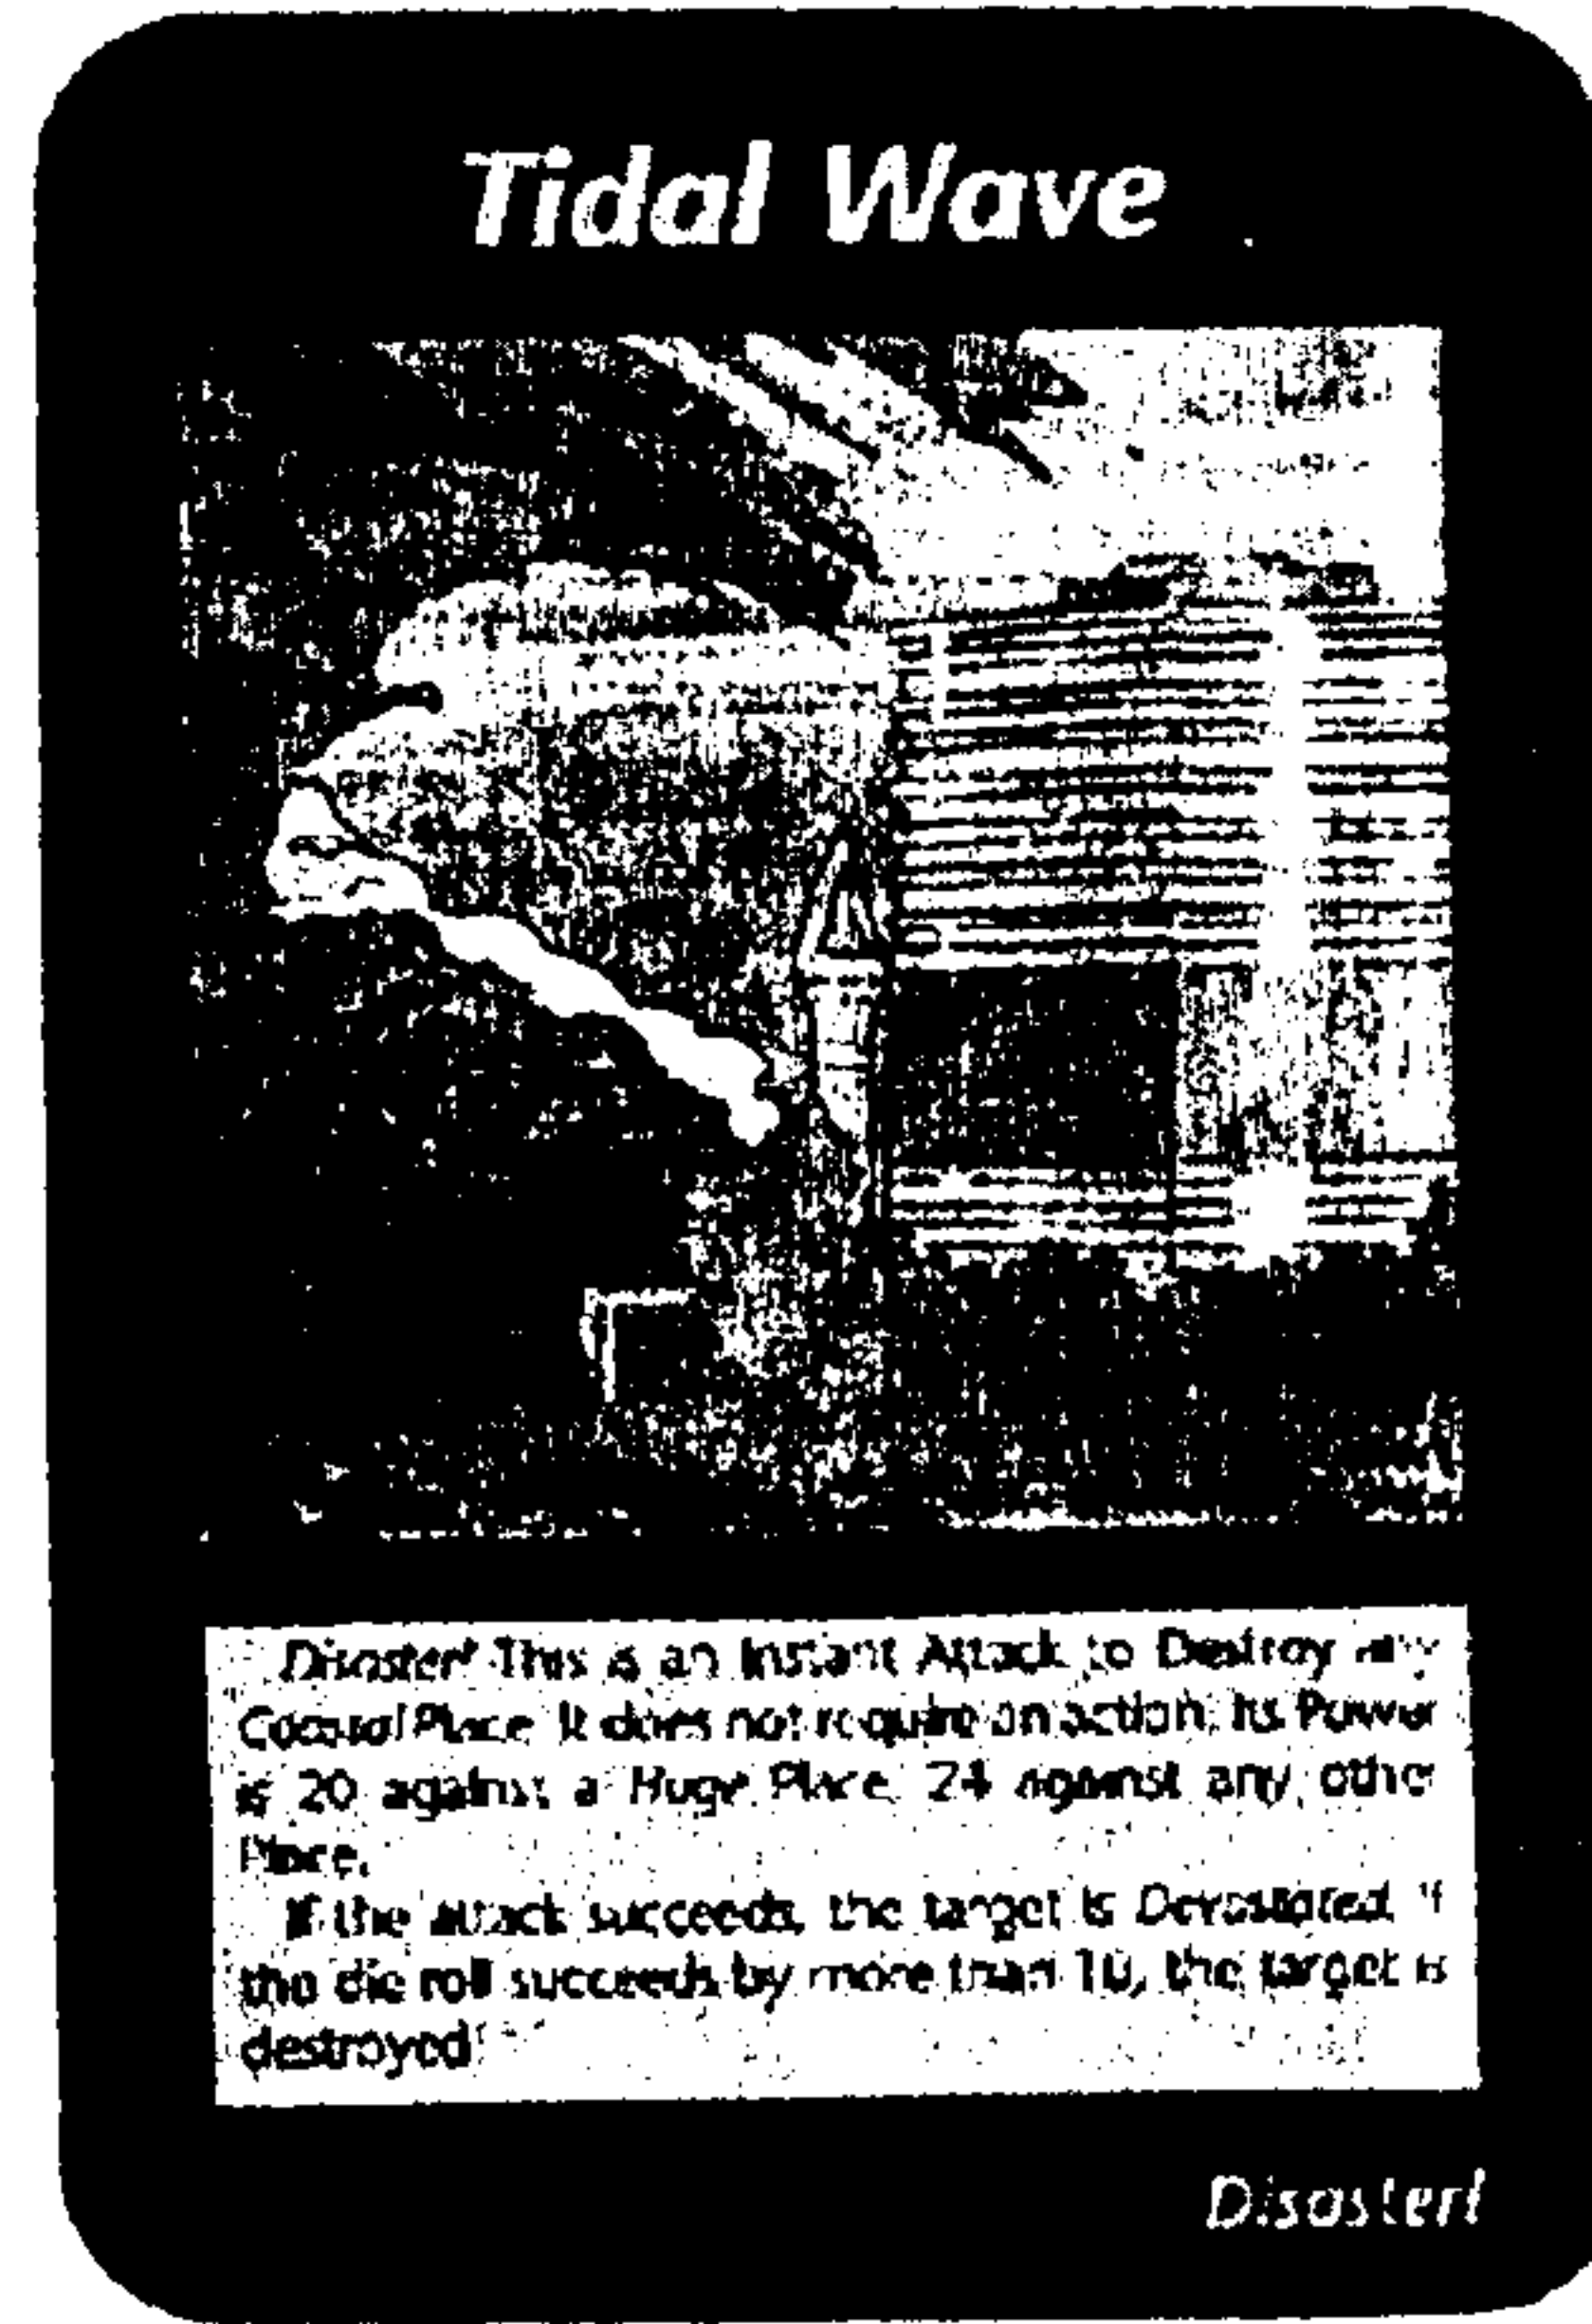 Tidal Wave
Disaster! This is an Instant Attack to Destroy any
Coastal Place. It does not require an action. Its Power
is 20 against a Huge Place, 24 against any other
Place.
If the attack succeeds, the target is Devastated. If
the die roll succeeds by more than 10, the target is
destroyed.
Disaster!